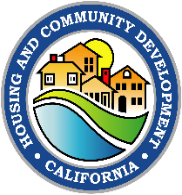 HOUSING AND COMMUNITY DEVELOPMENT
• CALIFORNIA •